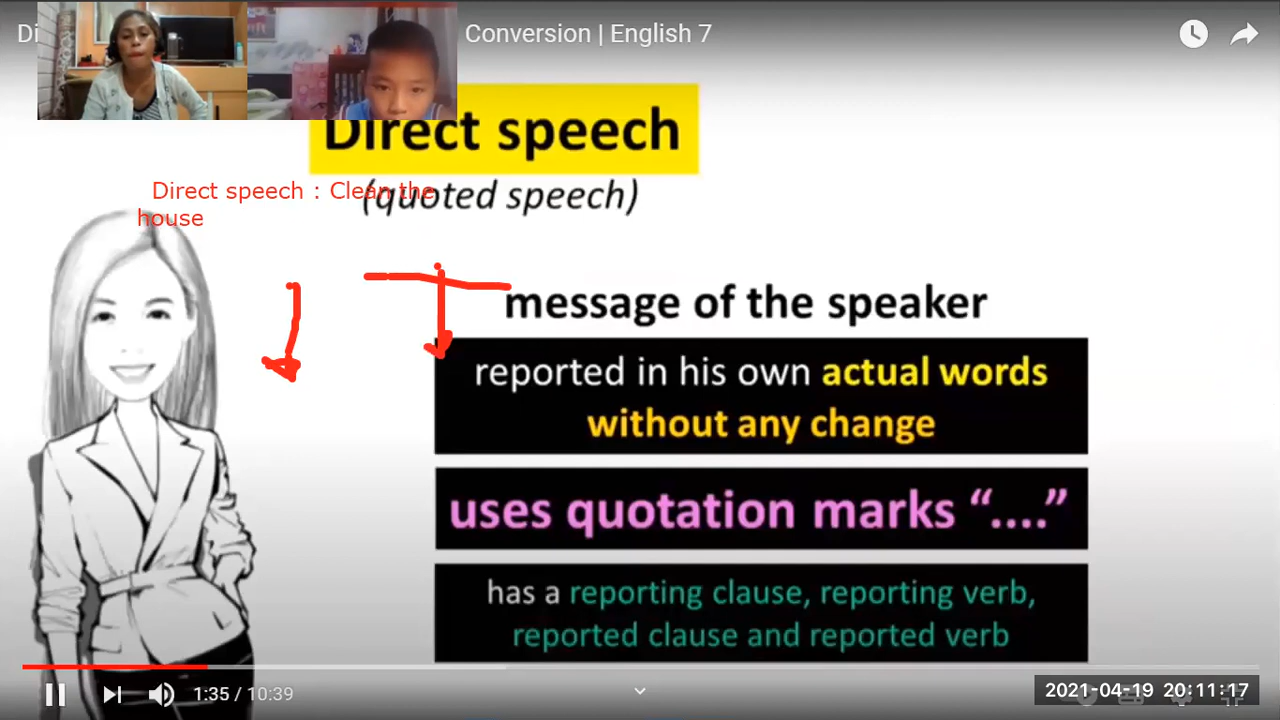 Di
Conversion | English 7
Direct speech
Direct speech : Clean the
house
(quoted speech)
message of the speaker
reported in his own actual words
without any change
uses quotation marks “....”
has a reporting clause, reporting verb,
reported clause and reported verb
1:35 / 10:39
2021-04-19 20:11:17